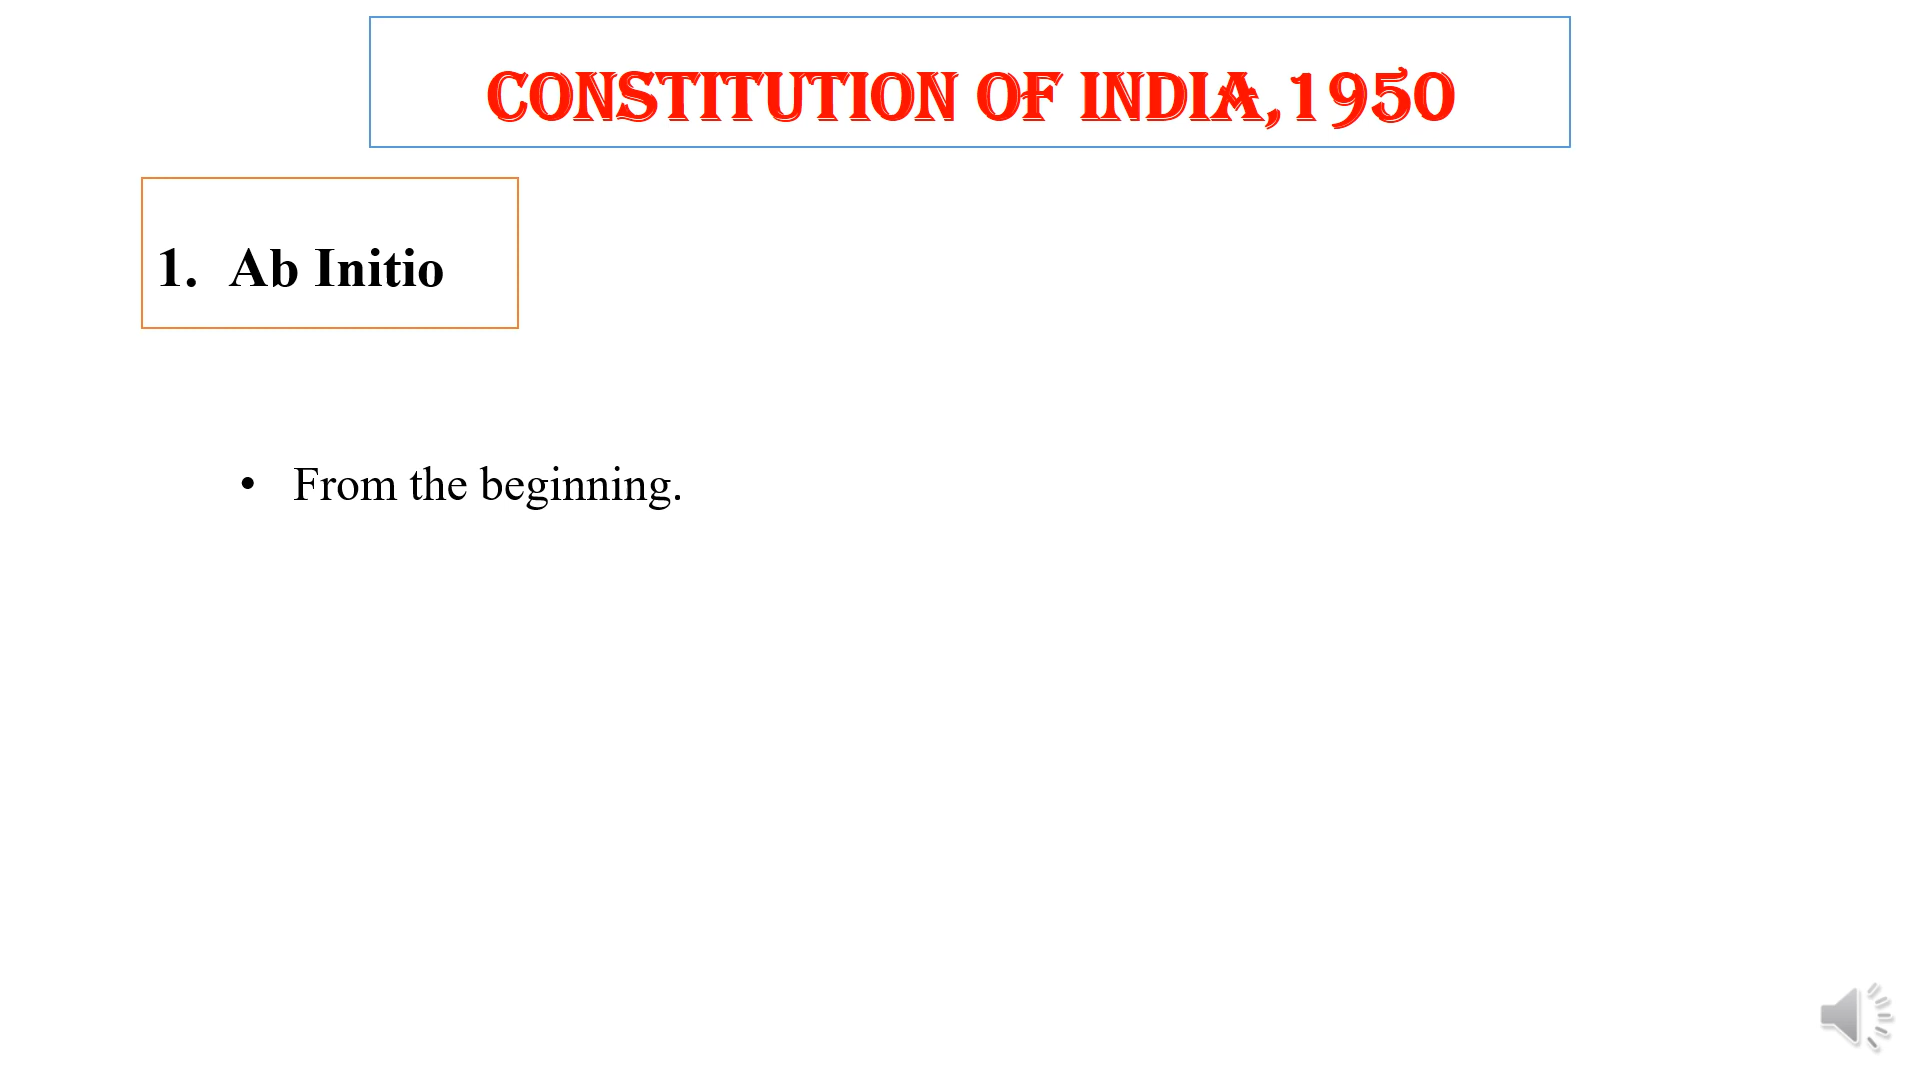 CONSTITUTION OF INDIA,1950
1. Ab Initio
• From the beginning.